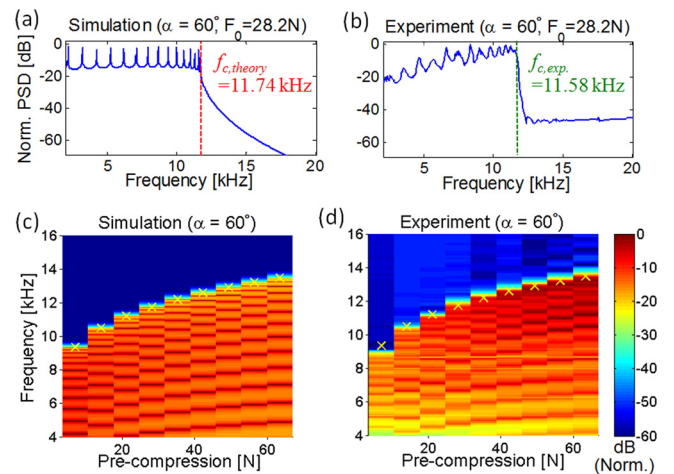 (a) Simulation (α = 60°, F₀=28.2N)
Norm. PSD [dB]
0
-20
-40
-60
f_c,theory
=11.74 kHz
5 10 15 20
Frequency [kHz]
(b) Experiment (α = 60°, F₀=28.2N)
0
-20
-40
-60
f_c,exp.
=11.58 kHz
5 10 15 20
Frequency [kHz]
(c) Simulation (α = 60°)
Frequency [kHz]
16
14
12
10
8
6
4
20 40 60
Pre-compression [N]
(d) Experiment (α = 60°)
16
14
12
10
8
6
4
20 40 60
Pre-compression [N]
0
-10
-20
-30
-40
-50
-60
dB
(Norm.)